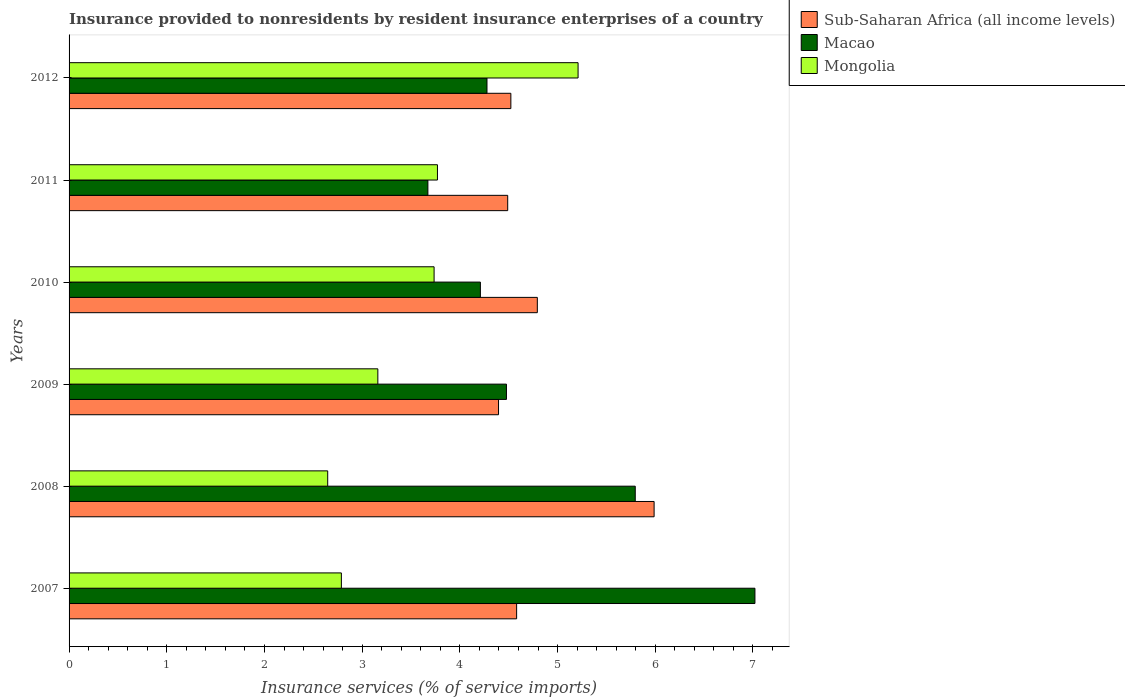 Insurance provided to nonresidents by resident insurance enterprises of a country
Sub-Saharan Africa (all income levels)
Macao
Mongolia
2012
2011
2010
2009
2008
2007
Years
0 1 2 3 4 5 6 7
Insurance services (% of service imports)